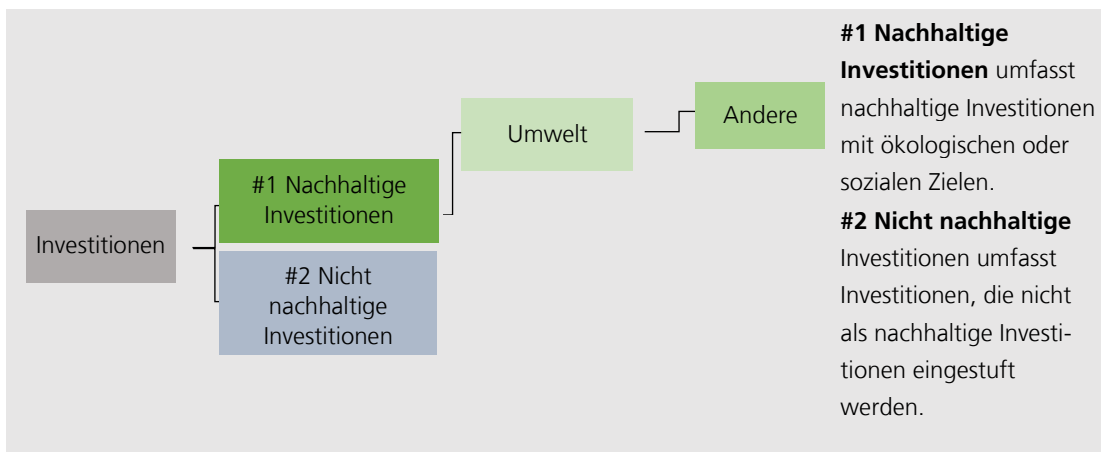 Investitionen
#1 Nachhaltige
Investitionen
#2 Nicht
nachhaltige
Investitionen
Umwelt
Andere
#1 Nachhaltige
Investitionen umfasst
nachhaltige Investitionen
mit ökologischen oder
sozialen Zielen.
#2 Nicht nachhaltige
Investitionen umfasst
Investitionen, die nicht
als nachhaltige Investi-
tionen eingestuft
werden.